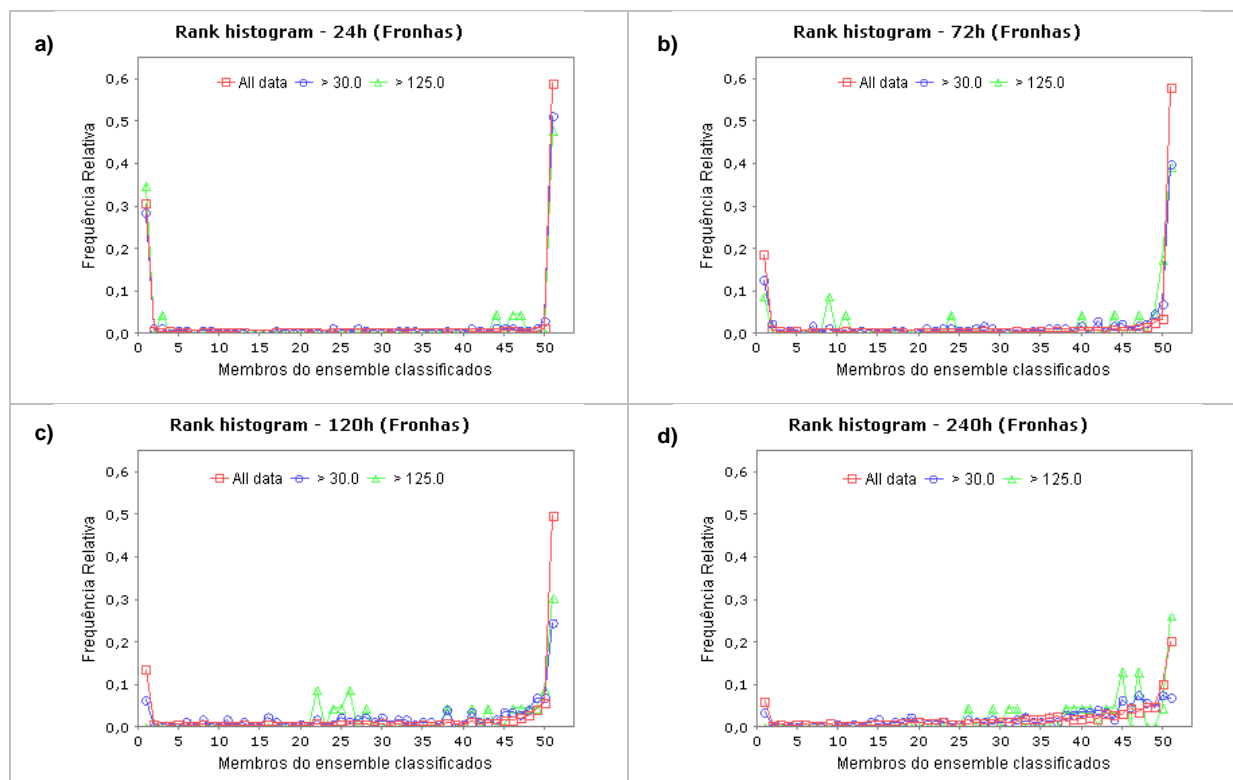 a)
Rank histogram - 24h (Fronhas)
All data > 30.0 > 125.0
Frequência Relativa
0,6
0,5
0,4
0,3
0,2
0,1
0,0
0 5 10 15 20 25 30 35 40 45 50
Membros do ensemble classificados
b)
Rank histogram - 72h (Fronhas)
All data > 30.0 > 125.0
Frequência Relativa
0,6
0,5
0,4
0,3
0,2
0,1
0,0
0 5 10 15 20 25 30 35 40 45 50
Membros do ensemble classificados
c)
Rank histogram - 120h (Fronhas)
All data > 30.0 > 125.0
Frequência Relativa
0,6
0,5
0,4
0,3
0,2
0,1
0,0
0 5 10 15 20 25 30 35 40 45 50
Membros do ensemble classificados
d)
Rank histogram - 240h (Fronhas)
All data > 30.0 > 125.0
Frequência Relativa
0,6
0,5
0,4
0,3
0,2
0,1
0,0
0 5 10 15 20 25 30 35 40 45 50
Membros do ensemble classificados